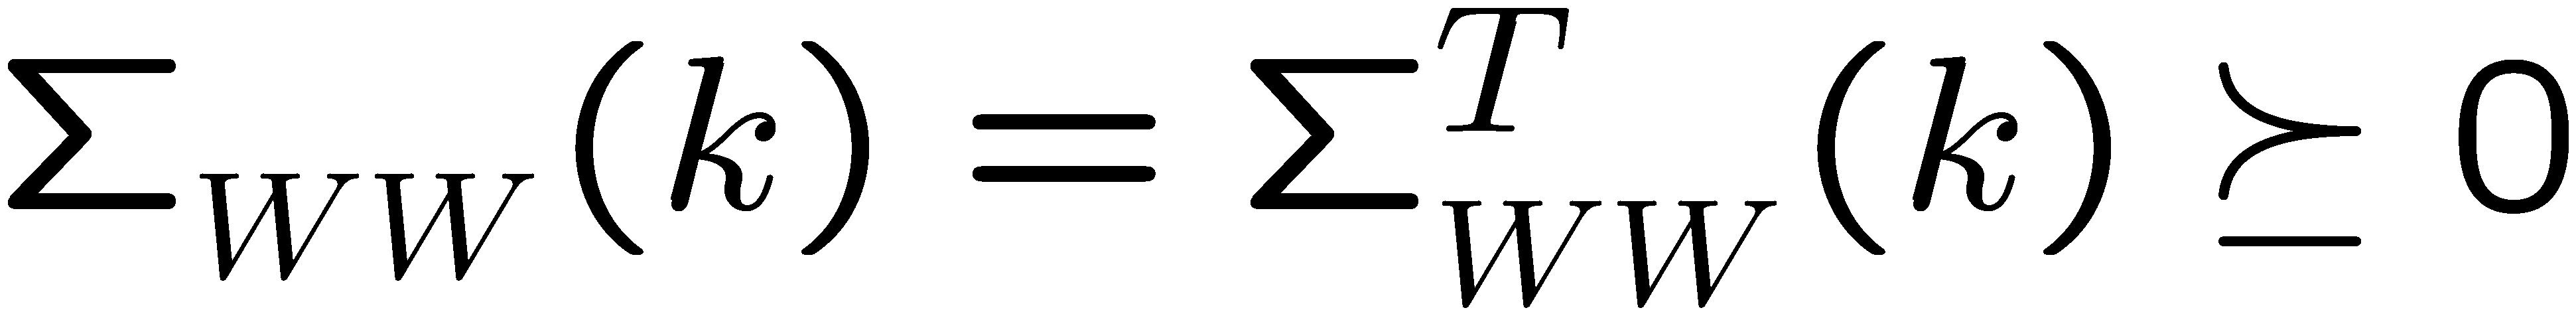 Σ_{WW}(k) = Σ_{WW}^{T}(k) ⪰ 0